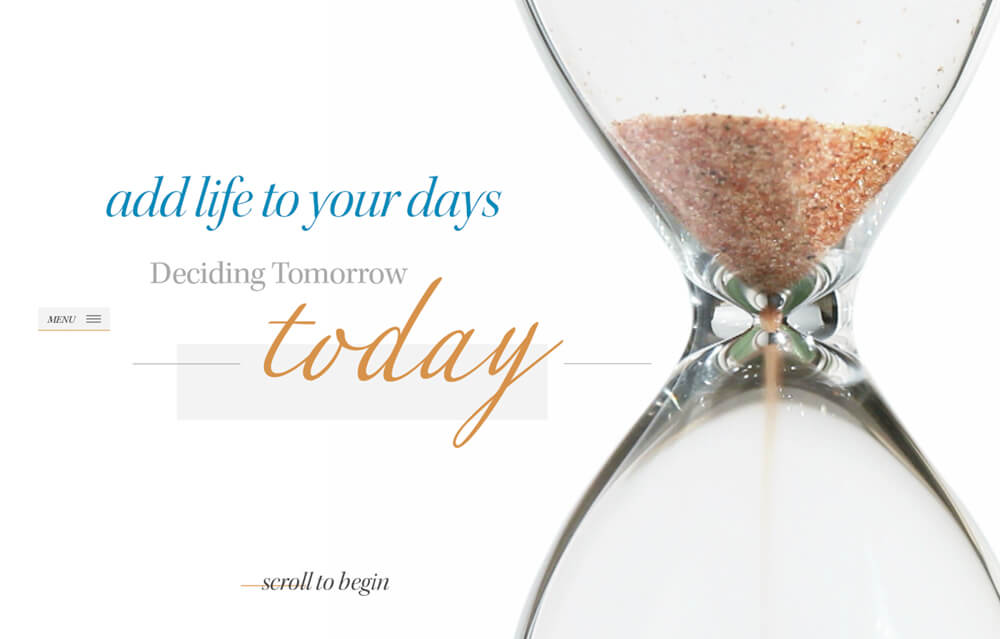 add life to your days
Deciding Tomorrow
today
MENU
scroll to begin